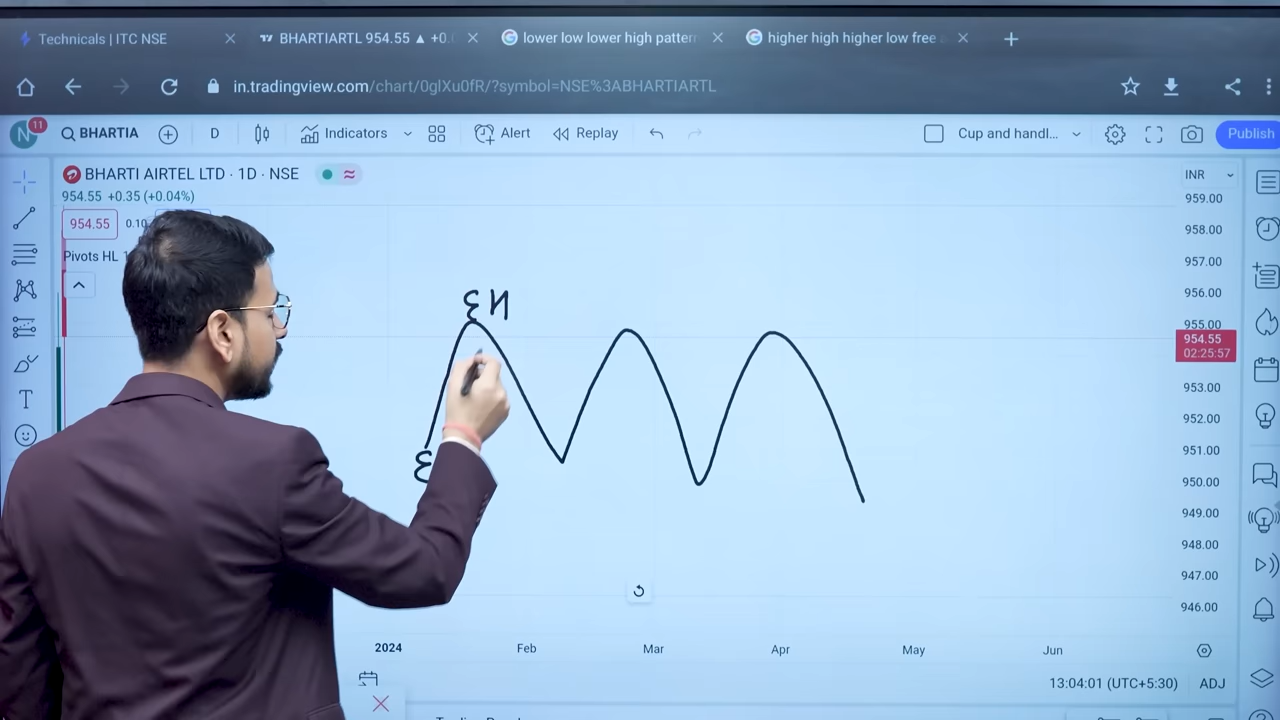 Technicals | ITC NSE
BHARTIARTL 954.55 ▲ +0.
lower low lower high patter
higher high higher low free
in.tradingview.com/chart/0glXu0fR/?symbol=NSE%3ABHARTIARTL
N 11 BHARTIA D Indicators Alert Replay Cup and handl... Publish
BHARTI AIRTEL LTD · 1D · NSE
INR
954.55 +0.35 (+0.04%)
959.00
954.55 0.10
958.00
Pivots HL
957.00
956.00
EH
955.00
954.55
02:25:57
953.00
952.00
951.00
E
950.00
949.00
948.00
947.00
946.00
2024 Feb Mar Apr May Jun
13:04:01 (UTC+5:30) ADJ